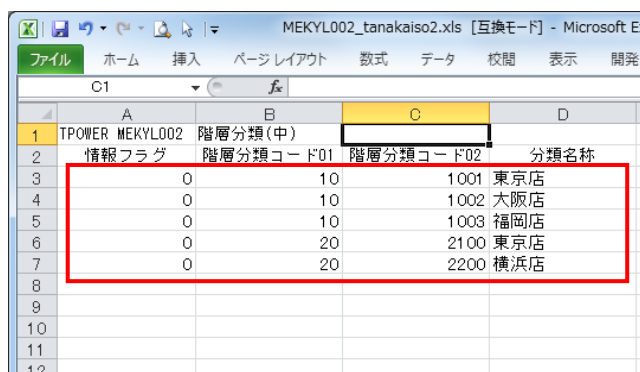 MEKYL002_tanakaiso2.xls [互換モード] - Microsoft E
ファイル ホーム 挿入 ページ レイアウト 数式 データ 校閲 表示 開発
C1 fx
A B C D
1 TPOWER MEKYL002 階層分類(中)
2 情報フラグ 階層分類コード01 階層分類コード02 分類名称
3 0 10 1001 東京店
4 0 10 1002 大阪店
5 0 10 1003 福岡店
6 0 20 2100 東京店
7 0 20 2200 横浜店
8
9
10
11
12